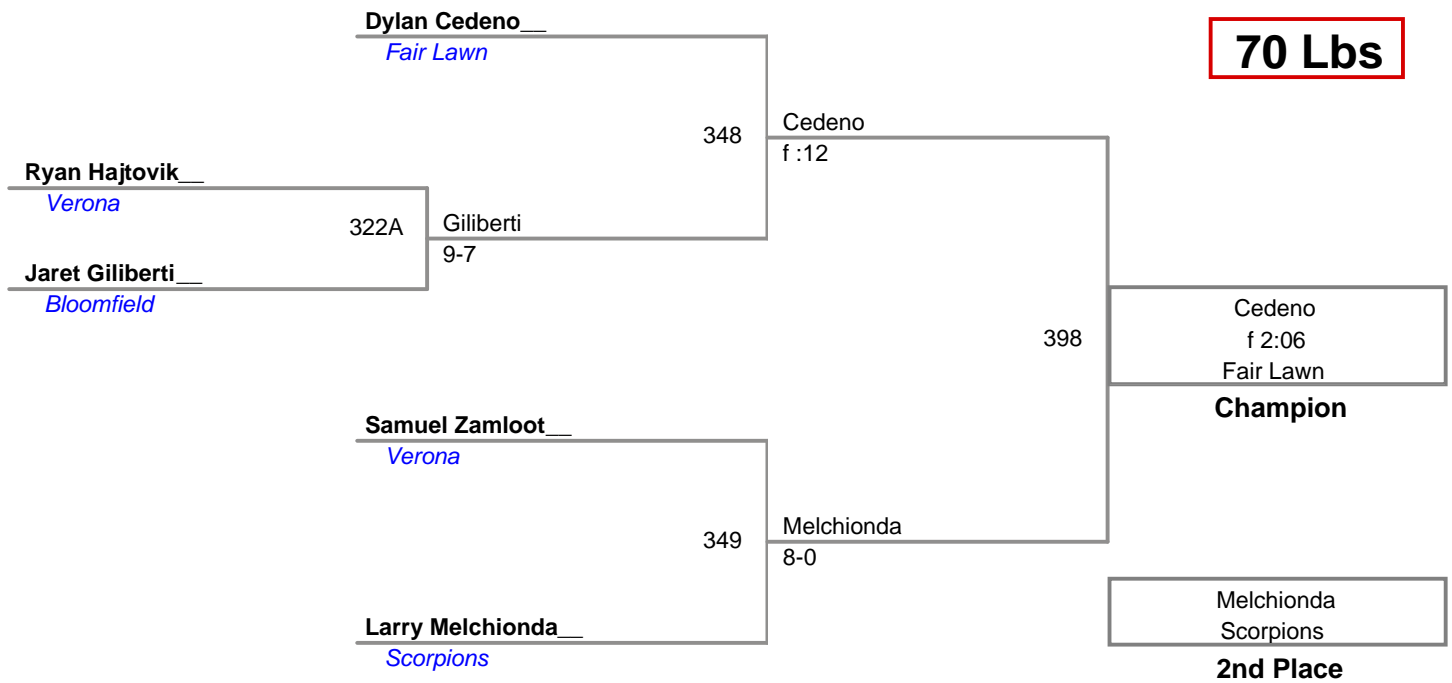 Dylan Cedeno__
Fair Lawn
70 Lbs
348
Cedeno
f :12
Ryan Hajtovik__
Verona
322A
Giliberti
9-7
Jaret Giliberti__
Bloomfield
398
Cedeno
f 2:06
Fair Lawn
Champion
Samuel Zamloot__
Verona
349
Melchionda
8-0
Larry Melchionda__
Scorpions
Melchionda
Scorpions
2nd Place